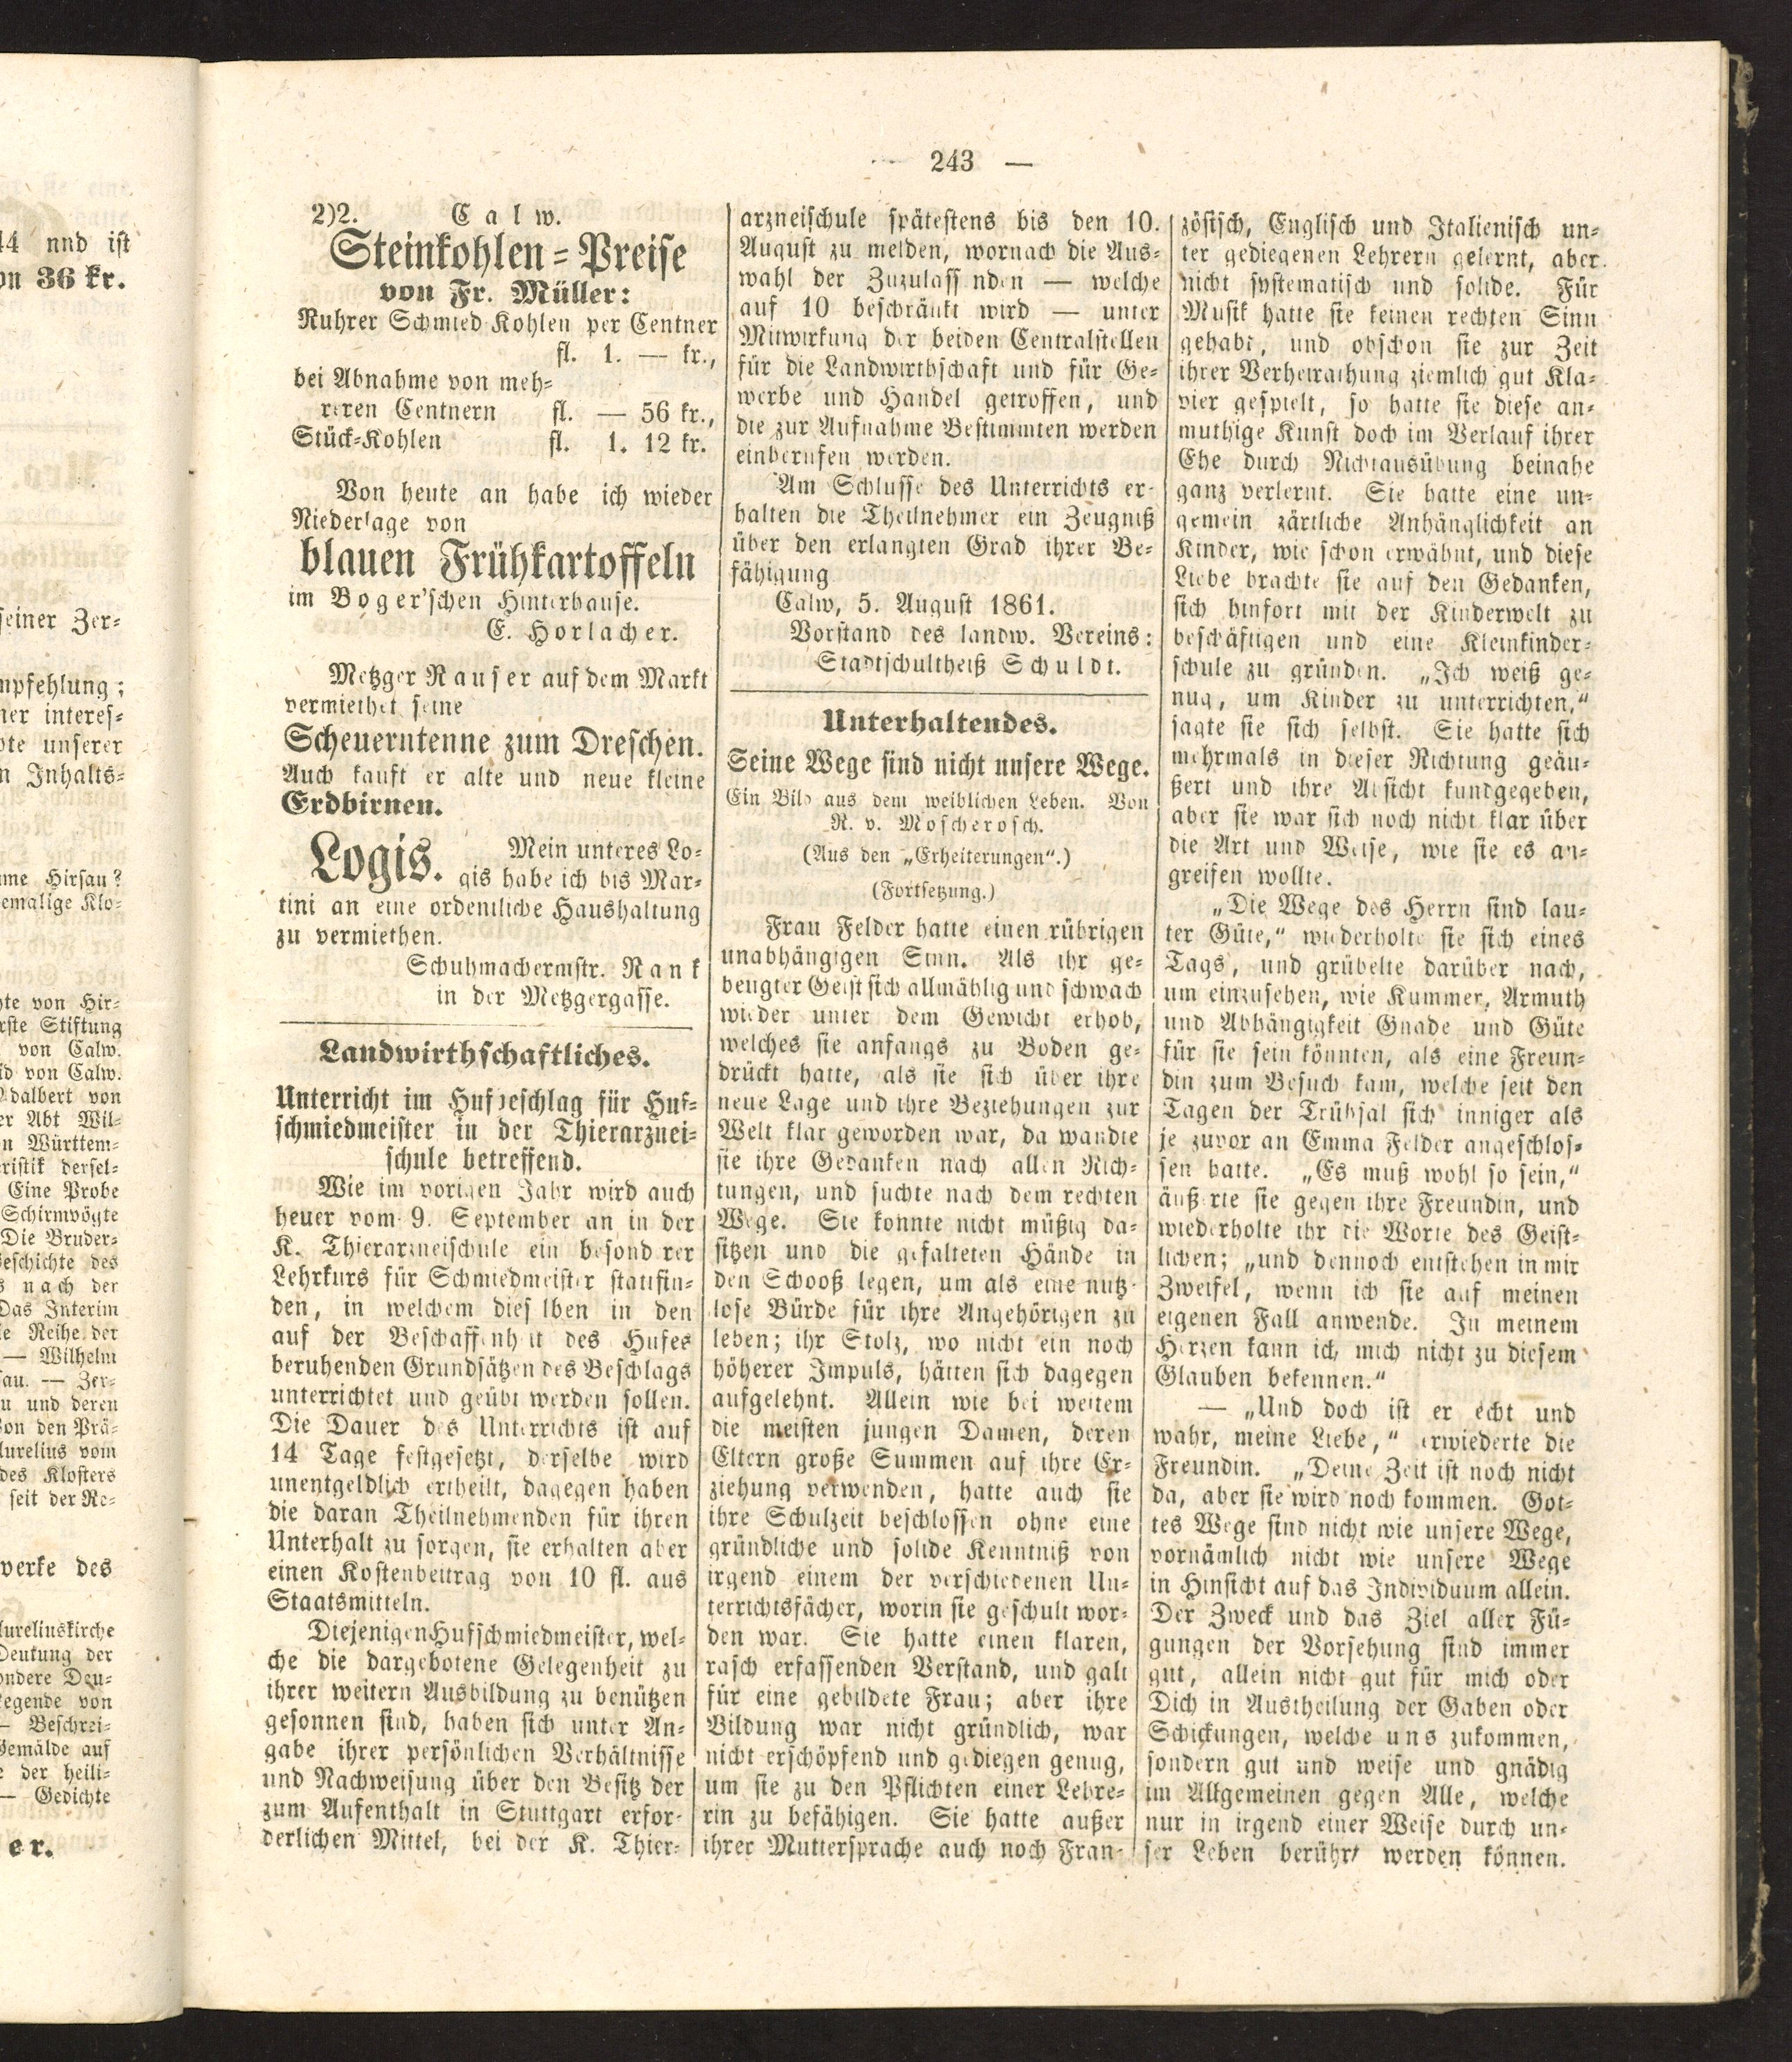 — 243 —
2)2. Calw.
Steinkohlen-Preise
von Fr. Müller:
Ruhrer Schmied Kohlen per Centner
fl. 1. — kr.,
bei Abnahme von meh-
reren Centnern fl. — 56 kr.,
Stück-Kohlen fl. 1. 12 kr.
Von heute an habe ich wieder
Niederlage von
blauen Frühkartoffeln
im Boger'schen Hinterhause.
E. Horlacher.
Metzger Rauser auf dem Markt
vermiethet seine
Scheuerntenne zum Dreschen.
Auch kauft er alte und neue kleine
Erdbirnen.
Logis. Mein unteres Lo-
gis habe ich bis Mar-
tini an eine ordentliche Haushaltung
zu vermiethen.
Schuhmachermstr. Rank
in der Metzgergasse.
Landwirthschaftliches.
Unterricht im Hufbeschlag für Huf-
schmiedmeister in der Thierarznei-
schule betreffend.
Wie im vorigen Jahr wird auch
heuer vom 9. September an in der
K. Thierarzneischule ein besonderer
Lehrkurs für Schmiedmeister stattfin-
den, in welchem dieselben in den
auf der Beschaffenheit des Hufes
beruhenden Grundsätzen des Beschlags
unterrichtet und geübt werden sollen.
Die Dauer des Unterrichts ist auf
14 Tage festgesetzt, derselbe wird
unentgeldlich ertheilt, dagegen haben
die daran Theilnehmenden für ihren
Unterhalt zu sorgen, sie erhalten aber
einen Kostenbeitrag von 10 fl. aus
Staatsmitteln.
Diejenigen Hufschmiedmeister, wel-
che die dargebotene Gelegenheit zu
ihrer weitern Ausbildung zu benützen
gesonnen sind, haben sich unter An-
gabe ihrer persönlichen Verhältnisse
und Nachweisung über den Besitz der
zum Aufenthalt in Stuttgart erfor-
derlichen Mittel, bei der K. Thier-
arzneischule spätestens bis den 10.
August zu melden, wornach die Aus-
wahl der Zuzulassenden — welche
auf 10 beschränkt wird — unter
Mitwirkung der beiden Centralstellen
für die Landwirthschaft und für Ge-
werbe und Handel getroffen, und
die zur Aufnahme Bestimmten werden
einberufen werden.
Am Schlusse des Unterrichts er-
halten die Theilnehmer ein Zeugniß
über den erlangten Grad ihrer Be-
fähigung
Calw, 5. August 1861.
Vorstand des landw. Vereins:
Stadtschultheiß Schuldt.
Unterhaltendes.
Seine Wege sind nicht unsere Wege.
Ein Bild aus dem weiblichen Leben. Von
R. v. Moscherosch.
(Aus den „Erheiterungen“.)
(Fortsetzung.)
Frau Felder hatte einen rührigen
unabhängigen Sinn. Als ihr ge-
beugter Geist sich allmählig und schwach
wieder unter dem Gewicht erhob,
welches sie anfangs zu Boden ge-
drückt hatte, als sie sich über ihre
neue Lage und ihre Beziehungen zur
Welt klar geworden war, da wandte
sie ihre Gedanken nach allen Rich-
tungen, und suchte nach dem rechten
Wege. Sie konnte nicht müßig da-
sitzen und die gefalteten Hände in
den Schooß legen, um als eine nutz-
lose Bürde für ihre Angehörigen zu
leben; ihr Stolz, wo nicht ein noch
höherer Impuls, hätten sich dagegen
aufgelehnt. Allein wie bei weitem
die meisten jungen Damen, deren
Eltern große Summen auf ihre Er-
ziehung verwenden, hatte auch sie
ihre Schulzeit beschlossen ohne eine
gründliche und solide Kenntniß von
irgend einem der verschiedenen Un-
terrichtsfächer, worin sie geschult wor-
den war. Sie hatte einen klaren,
rasch erfassenden Verstand, und galt
für eine gebildete Frau; aber ihre
Bildung war nicht gründlich, war
nicht erschöpfend und gediegen genug,
um sie zu den Pflichten einer Lehre-
rin zu befähigen. Sie hatte außer
ihrer Muttersprache auch noch Fran-
zösisch, Englisch und Italienisch un-
ter gediegenen Lehrern gelernt, aber
nicht systematisch und solide. Für
Musik hatte sie keinen rechten Sinn
gehabt, und obschon sie zur Zeit
ihrer Verheirathung ziemlich gut Kla-
vier gespielt, so hatte sie diese an-
muthige Kunst doch im Verlauf ihrer
Ehe durch Nichtausübung beinahe
ganz verlernt. Sie hatte eine un-
gemein zärtliche Anhänglichkeit an
Kinder, wie schon erwähnt, und diese
Liebe brachte sie auf den Gedanken,
sich hinfort mit der Kinderwelt zu
beschäftigen und eine Kleinkinder-
schule zu gründen. „Ich weiß ge-
nug, um Kinder zu unterrichten,“
sagte sie sich selbst. Sie hatte sich
mehrmals in dieser Richtung geäu-
ßert und ihre Absicht kundgegeben,
aber sie war sich noch nicht klar über
die Art und Weise, wie sie es an-
greifen wollte.
„Die Wege des Herrn sind lau-
ter Güte,“ wiederholte sie sich eines
Tags, und grübelte darüber nach,
um einzusehen, wie Kummer, Armuth
und Abhängigkeit Gnade und Güte
für sie sein könnten, als eine Freun-
din zum Besuch kam, welche seit den
Tagen der Trübsal sich inniger als
je zuvor an Emma Felder angeschlos-
sen hatte. „Es muß wohl so sein,“
äußerte sie gegen ihre Freundin, und
wiederholte ihr die Worte des Geist-
lichen; „und dennoch entstehen in mir
Zweifel, wenn ich sie auf meinen
eigenen Fall anwende. In meinem
Herzen kann ich mich nicht zu diesem
Glauben bekennen.“
— „Und doch ist er echt und
wahr, meine Liebe,“ erwiederte die
Freundin. „Deine Zeit ist noch nicht
da, aber sie wird noch kommen. Got-
tes Wege sind nicht wie unsere Wege,
vornämlich nicht wie unsere Wege
in Hinsicht auf das Individuum allein.
Der Zweck und das Ziel aller Fü-
gungen der Vorsehung sind immer
gut, allein nicht gut für mich oder
Dich in Austheilung der Gaben oder
Schickungen, welche uns zukommen,
sondern gut und weise und gnädig
im Allgemeinen gegen Alle, welche
nur in irgend einer Weise durch un-
ser Leben berührt werden können.